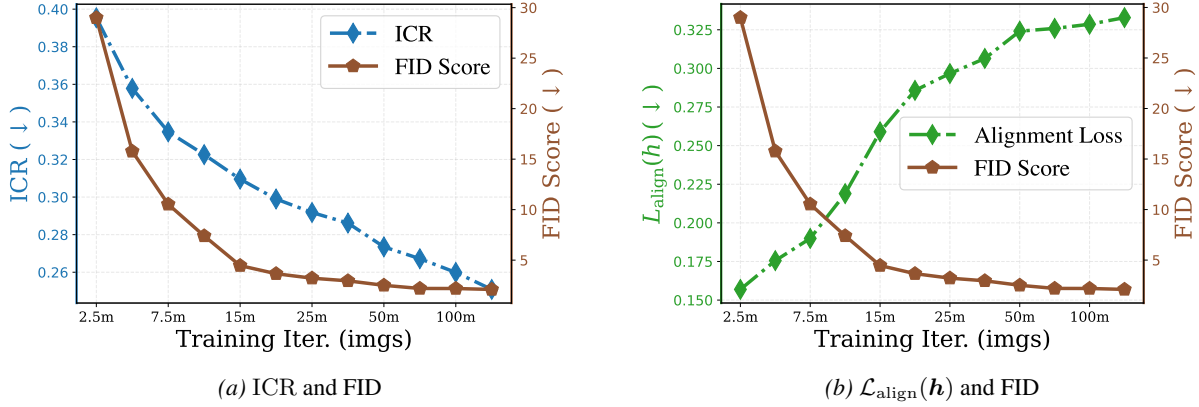 0.40
0.38
0.36
0.34
0.32
0.30
0.28
0.26
ICR (↓)
ICR
FID Score
30
25
20
15
10
5
FID Score (↓)
2.5m 7.5m 15m 25m 50m 100m
Training Iter. (imgs)
(a) ICR and FID
0.325
0.300
0.275
0.250
0.225
0.200
0.175
0.150
L_align(h) (↓)
Alignment Loss
FID Score
30
25
20
15
10
5
FID Score (↓)
2.5m 7.5m 15m 25m 50m 100m
Training Iter. (imgs)
(b) ℒ_align(h) and FID